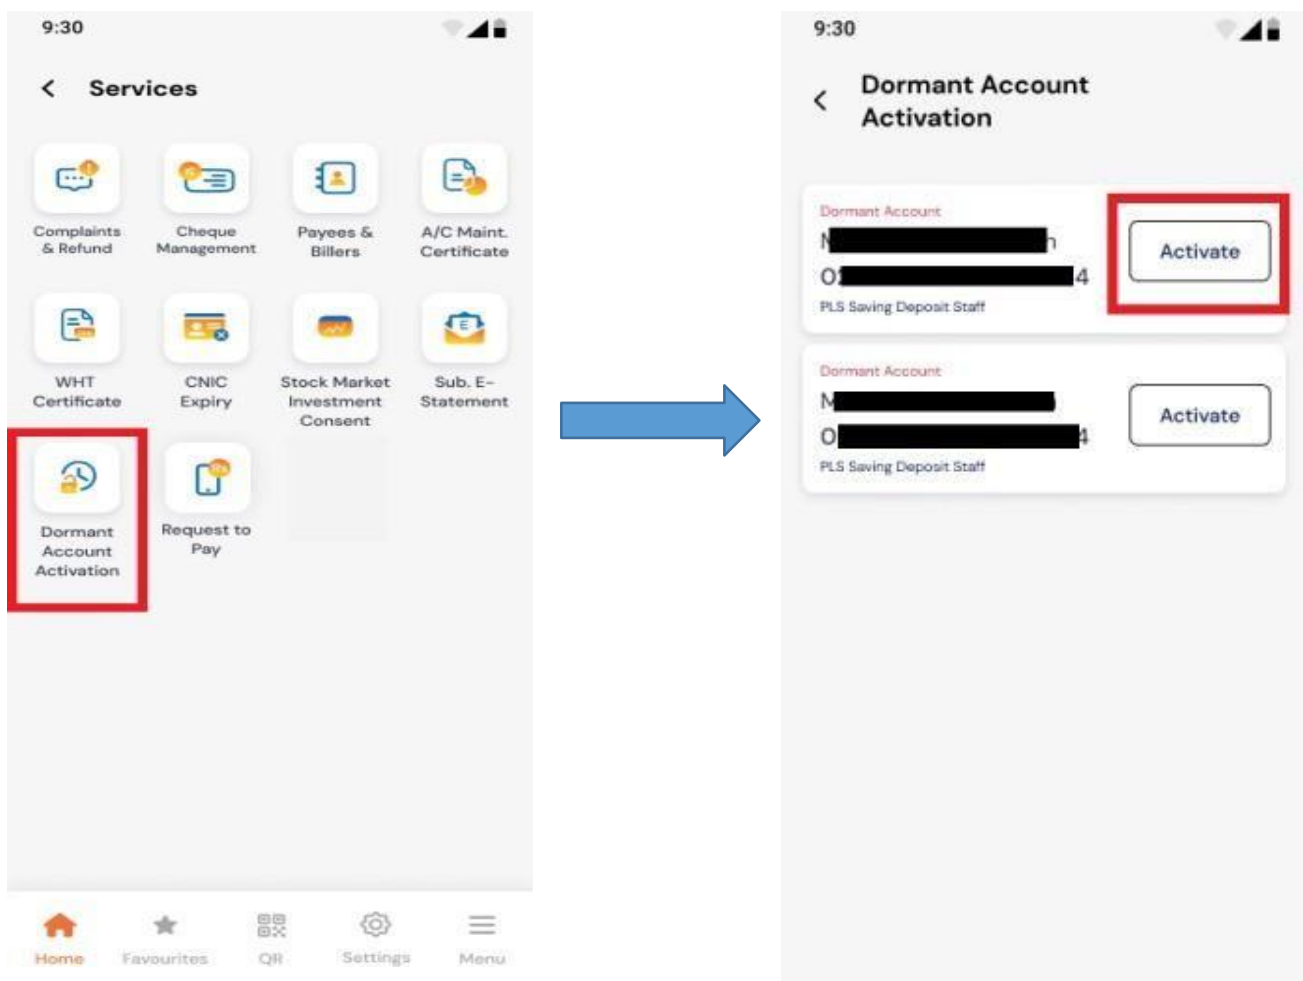 9:30
Services
Complaints
& Refund
Cheque
Management
Payees &
Billers
A/C Maint.
Certificate
WHT
Certificate
CNIC
Expiry
Stock Market
Investment
Consent
Sub. E-
Statement
Dormant
Account
Activation
Request to
Pay
Home
Favourites
QR
Settings
Menu
9:30
Dormant Account
Activation
Dormant Account
PLS Saving Deposit Staff
Activate
Dormant Account
PLS Saving Deposit Staff
Activate